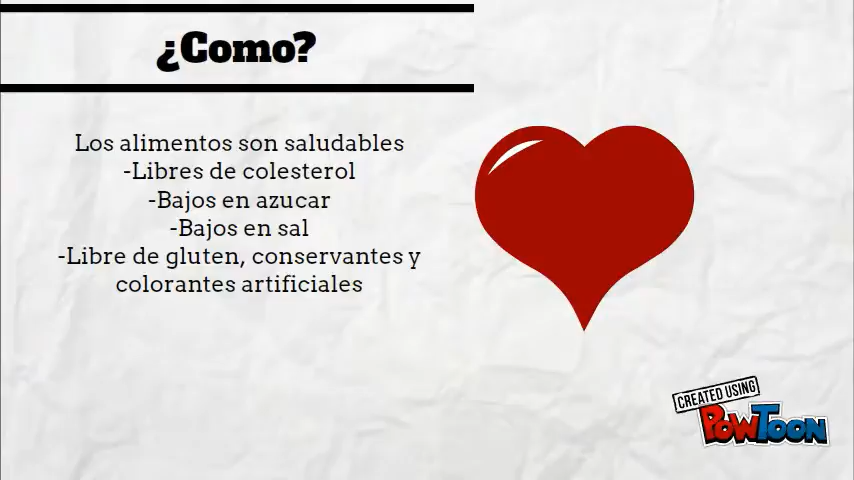 ¿Como?
Los alimentos son saludables
-Libres de colesterol
-Bajos en azucar
-Bajos en sal
-Libre de gluten, conservantes y
colorantes artificiales
CREATED USING
POWTOON